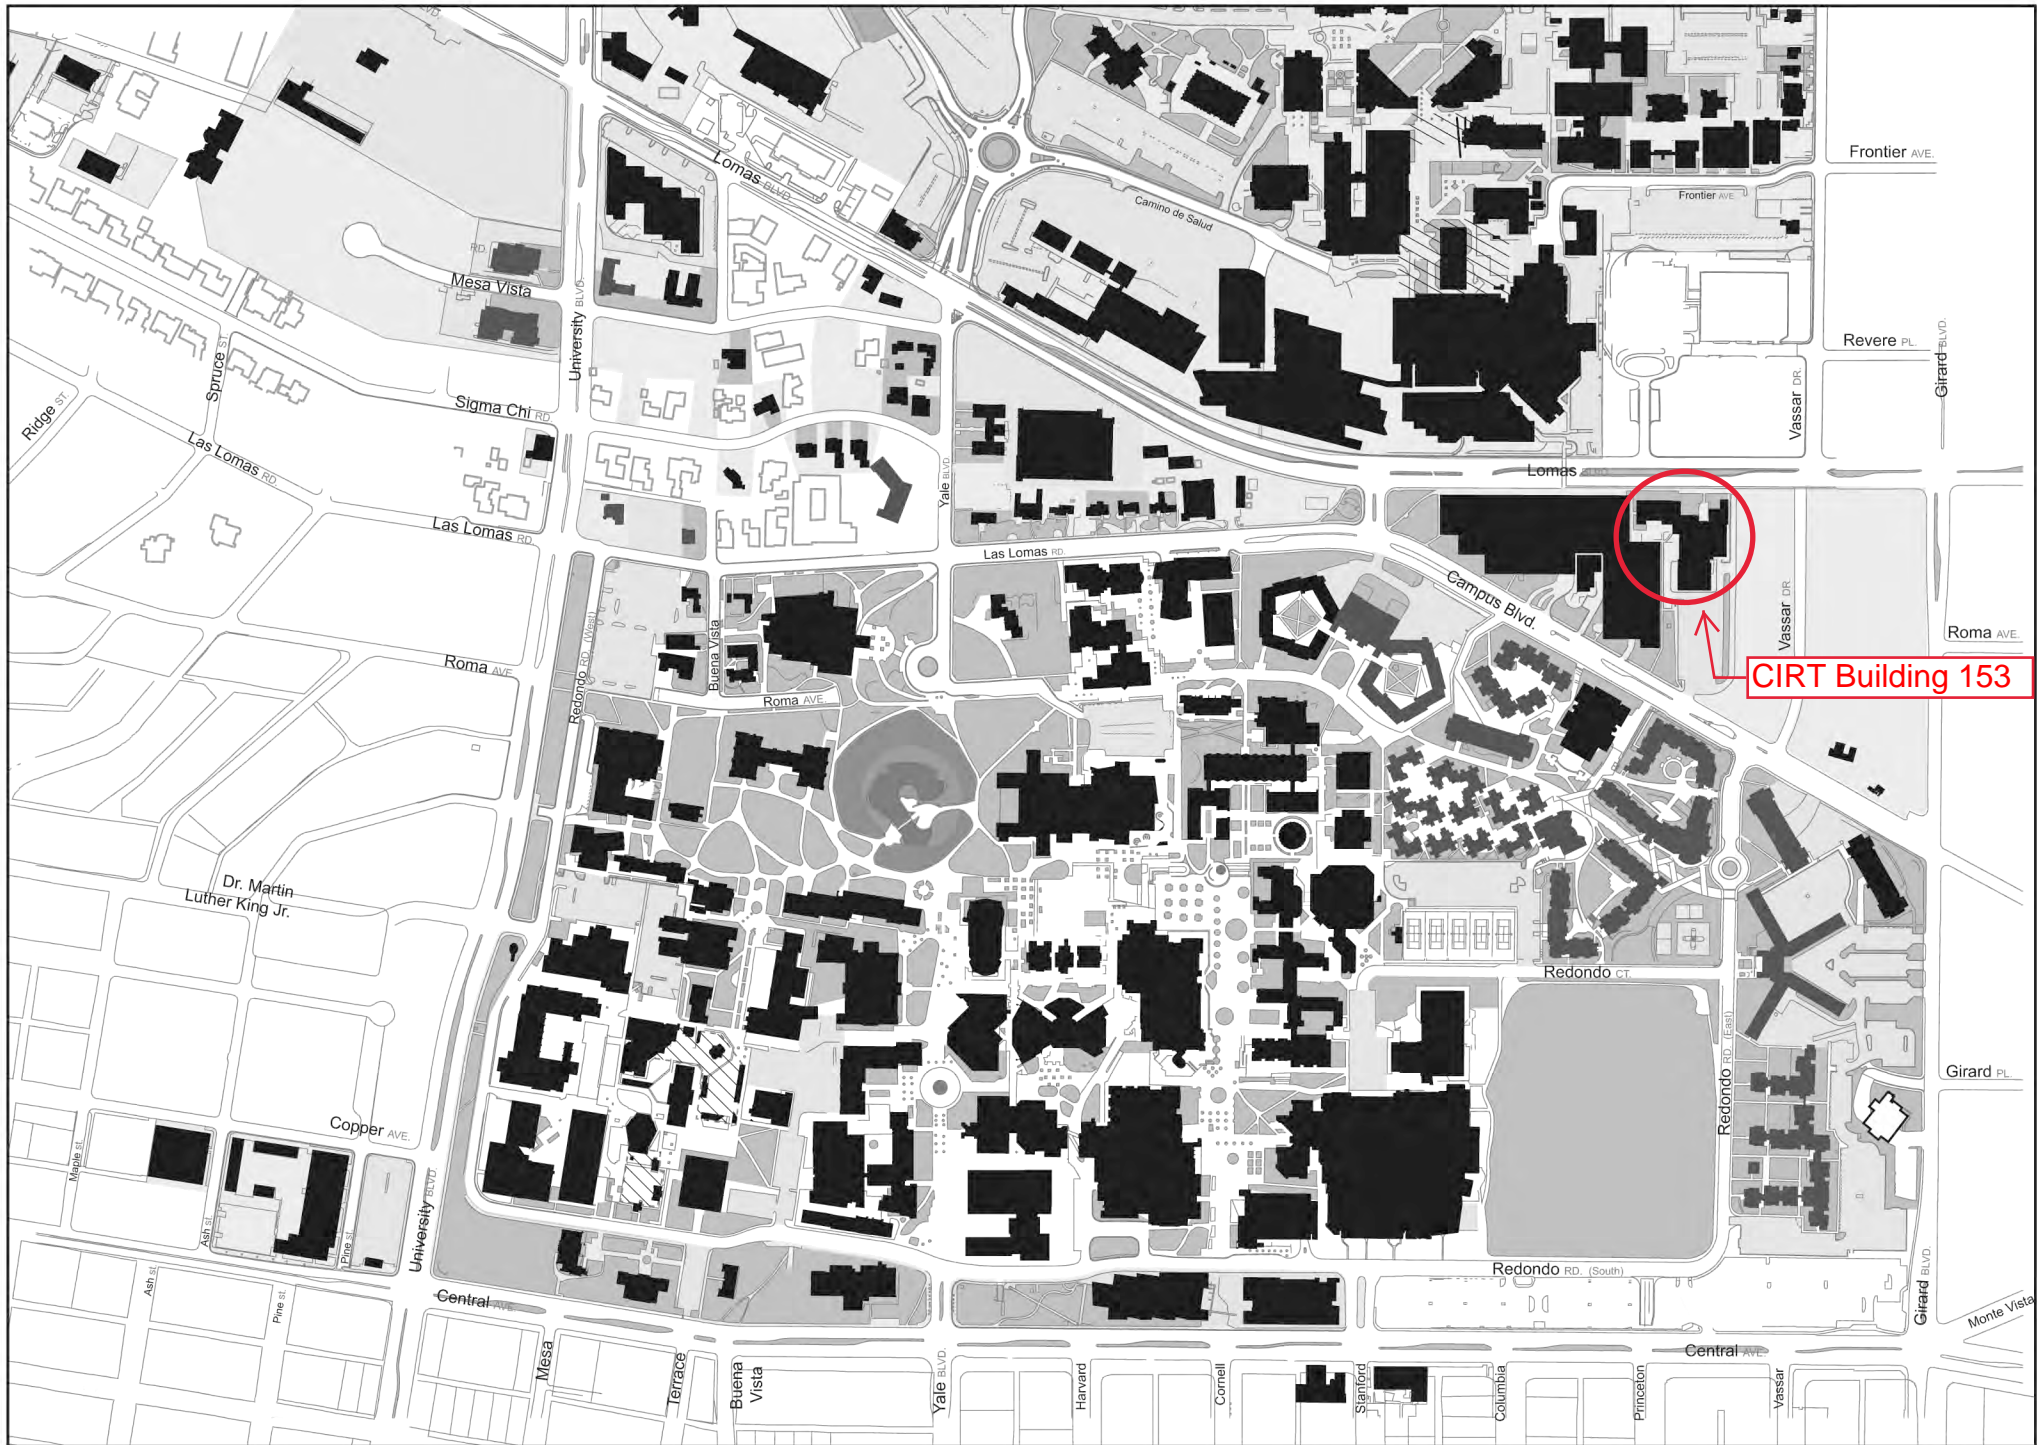 BLVD.
Frontier AVE.
Lomas BLVD.
Frontier AVE
Camino de Salud
RD.
Mesa Vista
University BLVD.
Revere PL.
Girard BLVD.
Spruce ST.
Vassar DR.
Ridge ST.
Sigma Chi RD
Las Lomas RD.
Lomas BLVD.
Yale BLVD.
Las Lomas RD.
Las Lomas RD.
Campus Blvd.
Vassar DR
Roma AVE.
Redondo RD. (West)
Buena Vista
Roma AVE
CIRT Building 153
Roma AVE.
Dr. Martin
Luther King Jr.
Redondo CT.
Redondo RD. (East)
Girard PL.
Copper AVE.
Maple st.
University BLVD.
Ash st.
Pine st.
Redondo RD. (South)
Girard BLVD.
Ash st.
Pine st.
Central AVE.
Monte Vista
Central AVE.
Mesa
Terrace
Buena
Vista
Yale BLVD.
Harvard
Cornell
Stanford
Columbia
Princeton
Vassar